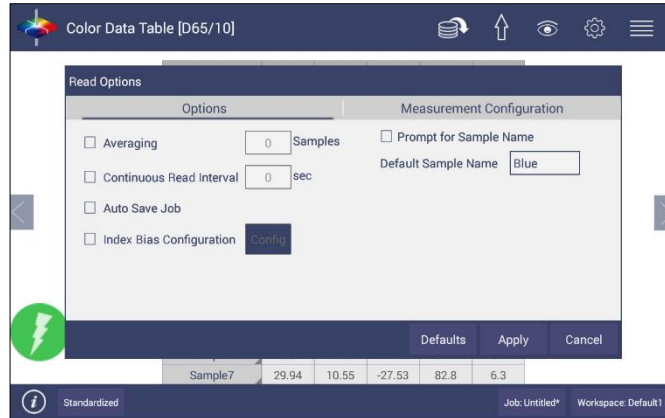 Color Data Table [D65/10]
Read Options
Options
Measurement Configuration
Averaging 0 Samples
Prompt for Sample Name
Continuous Read Interval 0 sec
Default Sample Name Blue
Auto Save Job
Index Bias Configuration Config
Defaults Apply Cancel
Sample7 29.94 10.55 -27.53 82.8 6.3
i Standardized Job: Untitled* Workspace: Default1